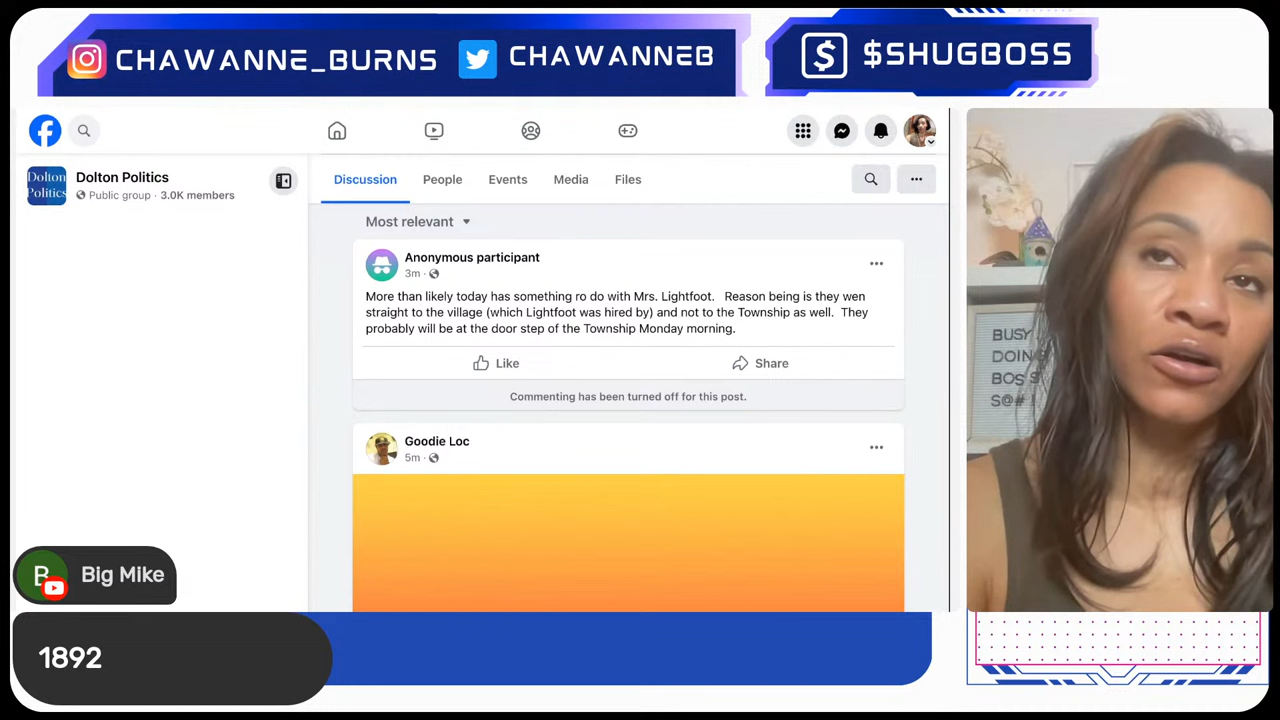 CHAWANNE_BURNS
CHAWANNEB
$ $SHUGBOSS
Dolton Politics
Dolton Politics
Public group · 3.0K members
Discussion
People
Events
Media
Files
Most relevant
Anonymous participant
3m ·
More than likely today has something ro do with Mrs. Lightfoot. Reason being is they wen
straight to the village (which Lightfoot was hired by) and not to the Township as well. They
probably will be at the door step of the Township Monday morning.
Like
Share
Commenting has been turned off for this post.
Goodie Loc
5m ·
BUSY
DOIN
BOS S
S@#
B
Big Mike
1892